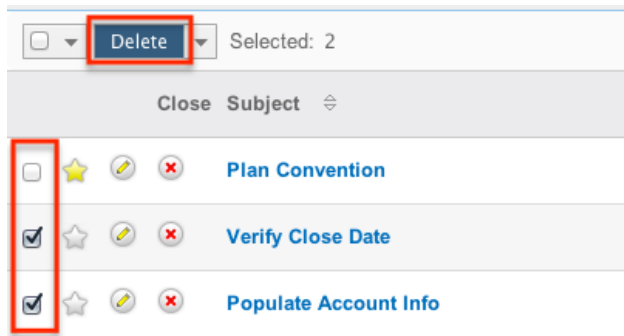 Delete Selected: 2
Close Subject
Plan Convention
Verify Close Date
Populate Account Info